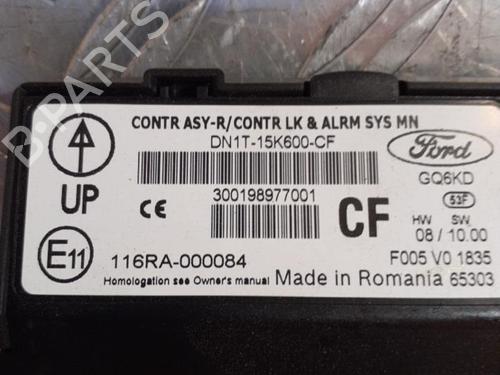 CONTR ASY-R/CONTR LK & ALRM SYS MN
DN1T-15K600-CF
Ford
GQ6KD
53F
UP
CE
300198977001
CF
HW SW
08 / 10.00
E11
116RA-000084
F005 V0 1835
Homologation see Owner's manual
Made in Romania 65303
B-PARTS